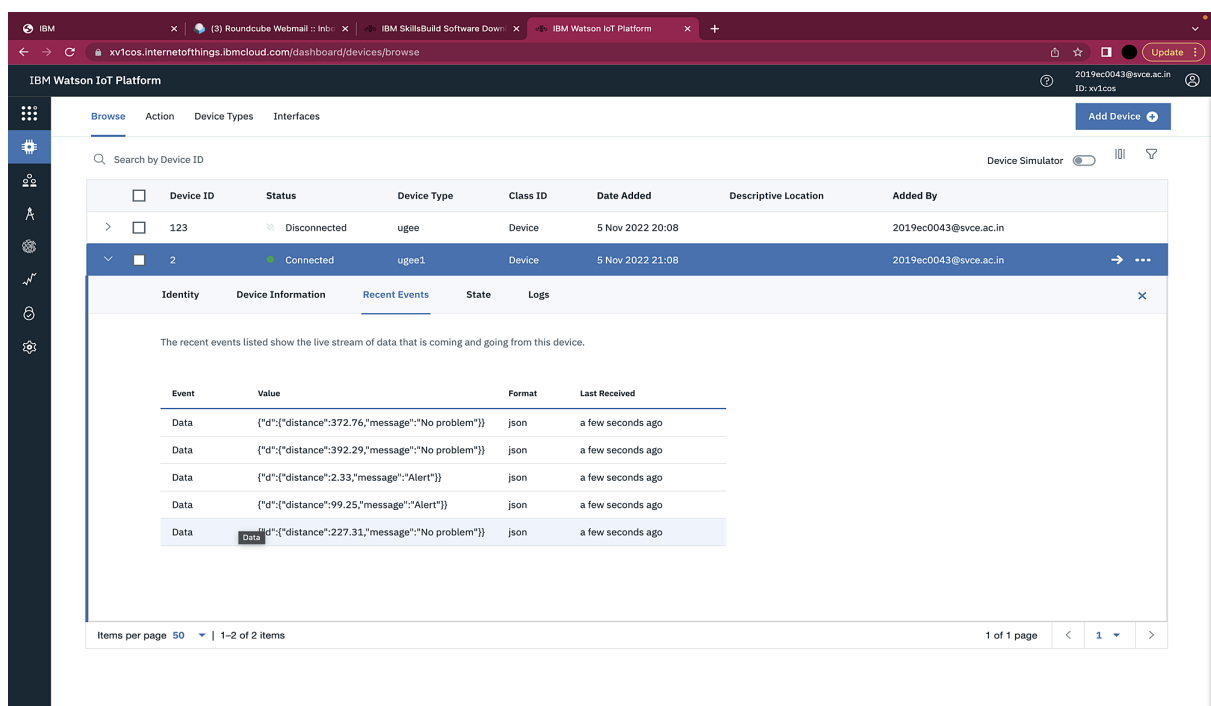 IBM
(3) Roundcube Webmail :: Inbo
IBM SkillsBuild Software Down
IBM Watson IoT Platform
xv1cos.internetofthings.ibmcloud.com/dashboard/devices/browse
Update
IBM Watson IoT Platform
2019ec0043@svce.ac.in
ID: xv1cos
Browse Action Device Types Interfaces
Add Device
Search by Device ID
Device Simulator
Device ID Status Device Type Class ID Date Added Descriptive Location Added By
123 Disconnected ugee Device 5 Nov 2022 20:08 2019ec0043@svce.ac.in
2 Connected ugee1 Device 5 Nov 2022 21:08 2019ec0043@svce.ac.in
Identity Device Information Recent Events State Logs
The recent events listed show the live stream of data that is coming and going from this device.
Event Value Format Last Received
Data {"d":{"distance":372.76,"message":"No problem"}} json a few seconds ago
Data {"d":{"distance":392.29,"message":"No problem"}} json a few seconds ago
Data {"d":{"distance":2.33,"message":"Alert"}} json a few seconds ago
Data {"d":{"distance":99.25,"message":"Alert"}} json a few seconds ago
Data {"d":{"distance":227.31,"message":"No problem"}} json a few seconds ago
Data
Items per page 50 | 1–2 of 2 items
1 of 1 page 1